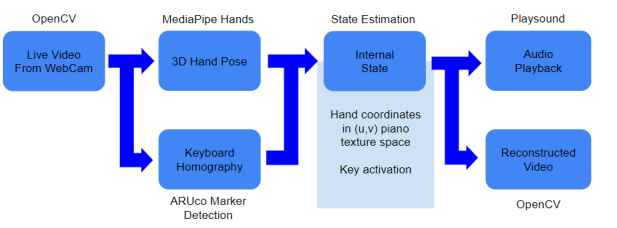 OpenCV
MediaPipe Hands
State Estimation
Playsound
Live Video
From WebCam
3D Hand Pose
Internal
State
Audio
Playback
Hand coordinates
in (u,v) piano
texture space
Key activation
Keyboard
Homography
Reconstructed
Video
ARUco Marker
Detection
OpenCV